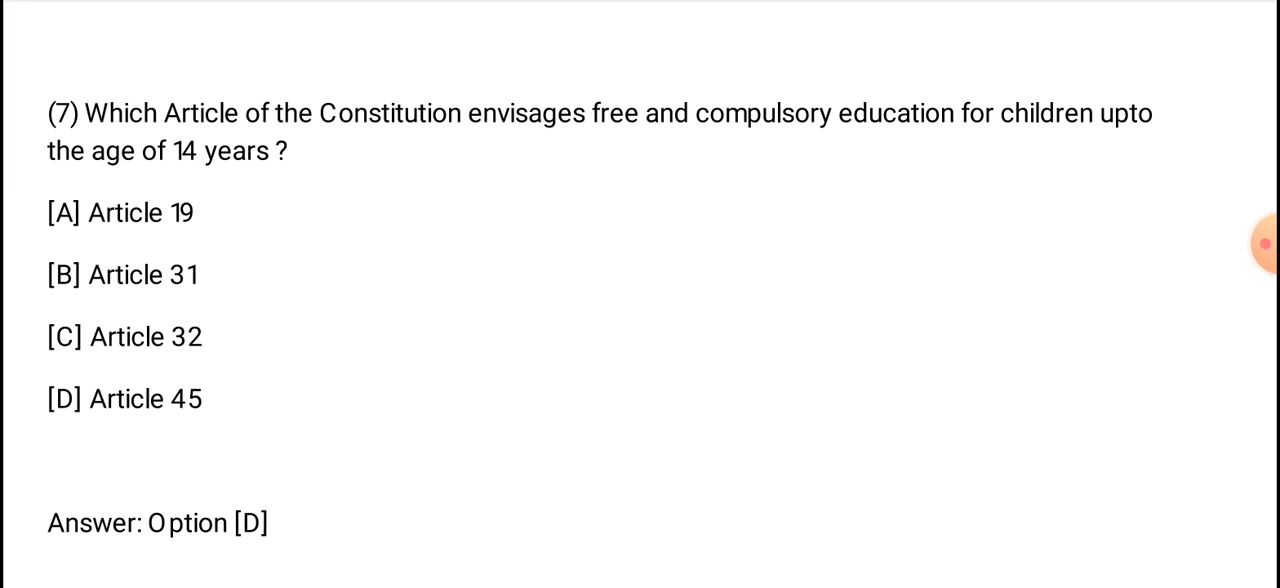 (7) Which Article of the Constitution envisages free and compulsory education for children upto
the age of 14 years ?
[A] Article 19
[B] Article 31
[C] Article 32
[D] Article 45
Answer: Option [D]